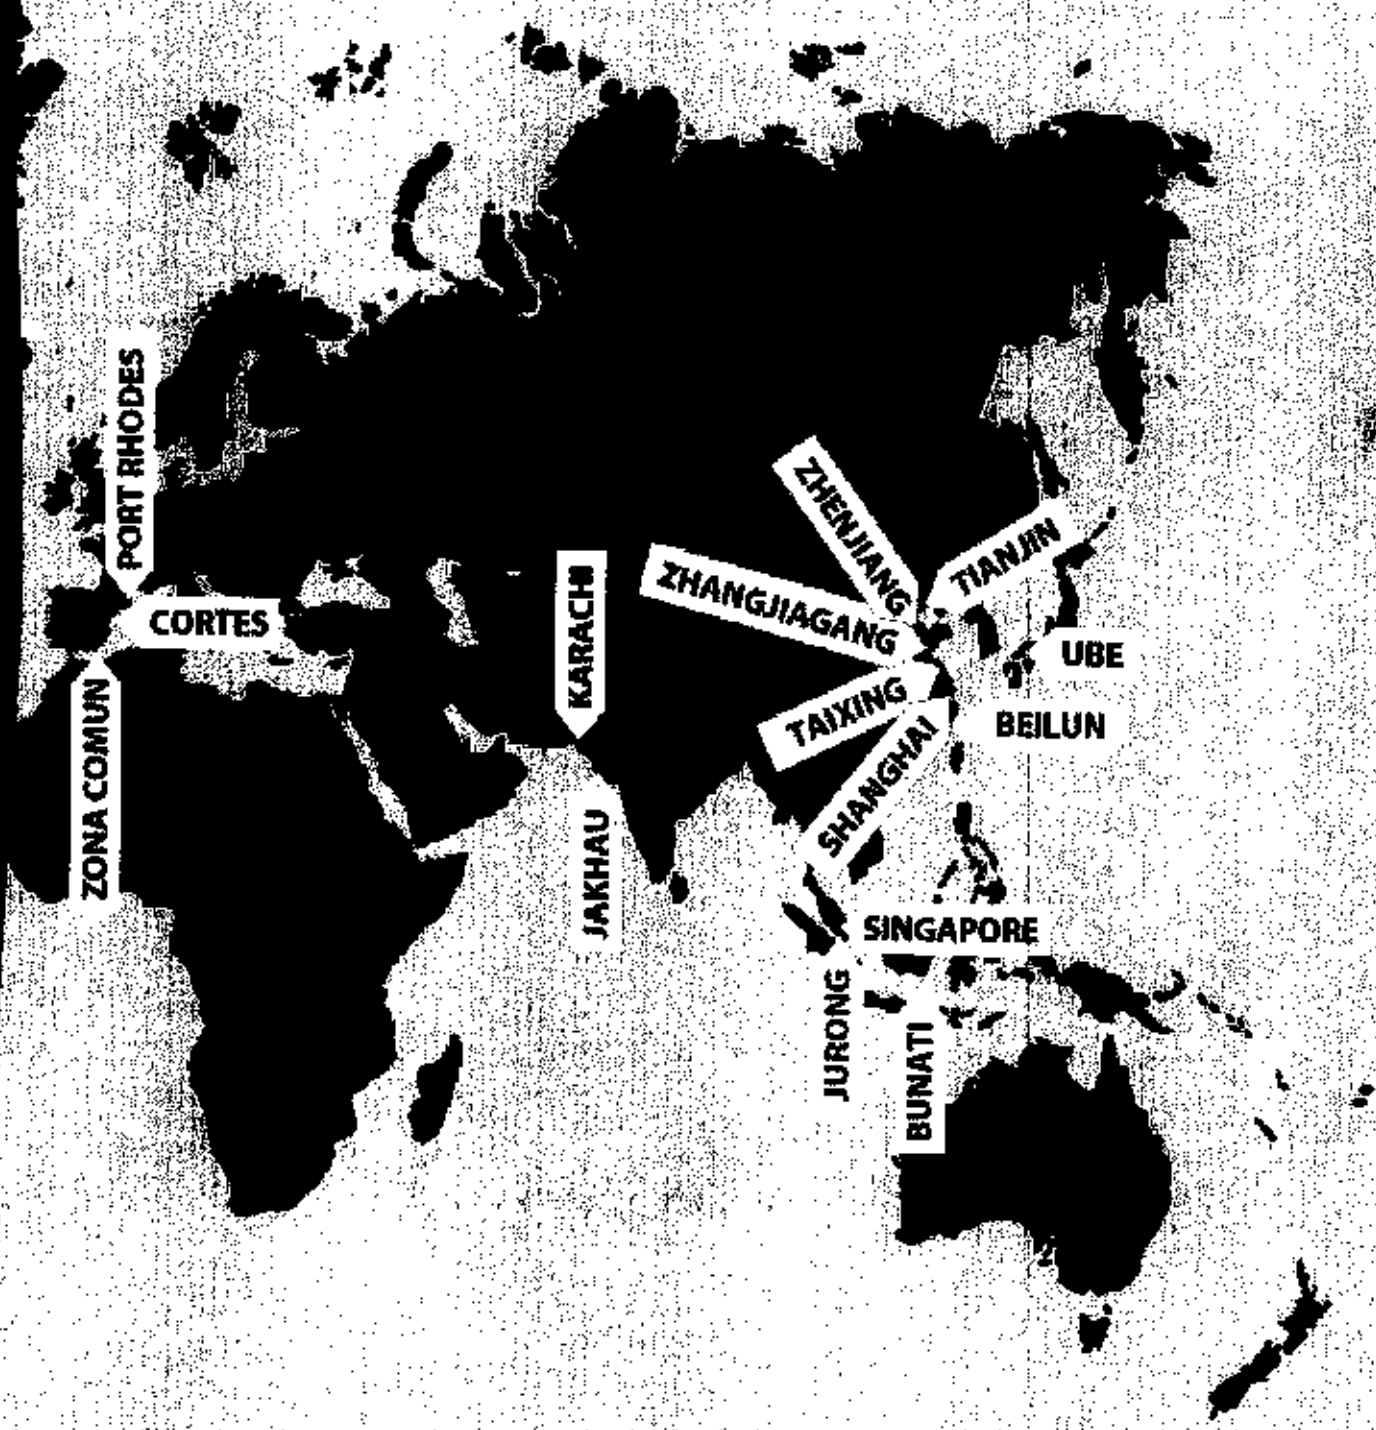 PORT RHODES
CORTES
ZONA COMUN
KARACHI
JAKHAU
ZHENJIANG
ZHANGJIAGANG
TIANJIN
TAIXING
SHANGHAI
UBE
BEILUN
SINGAPORE
JURONG
BUNATI